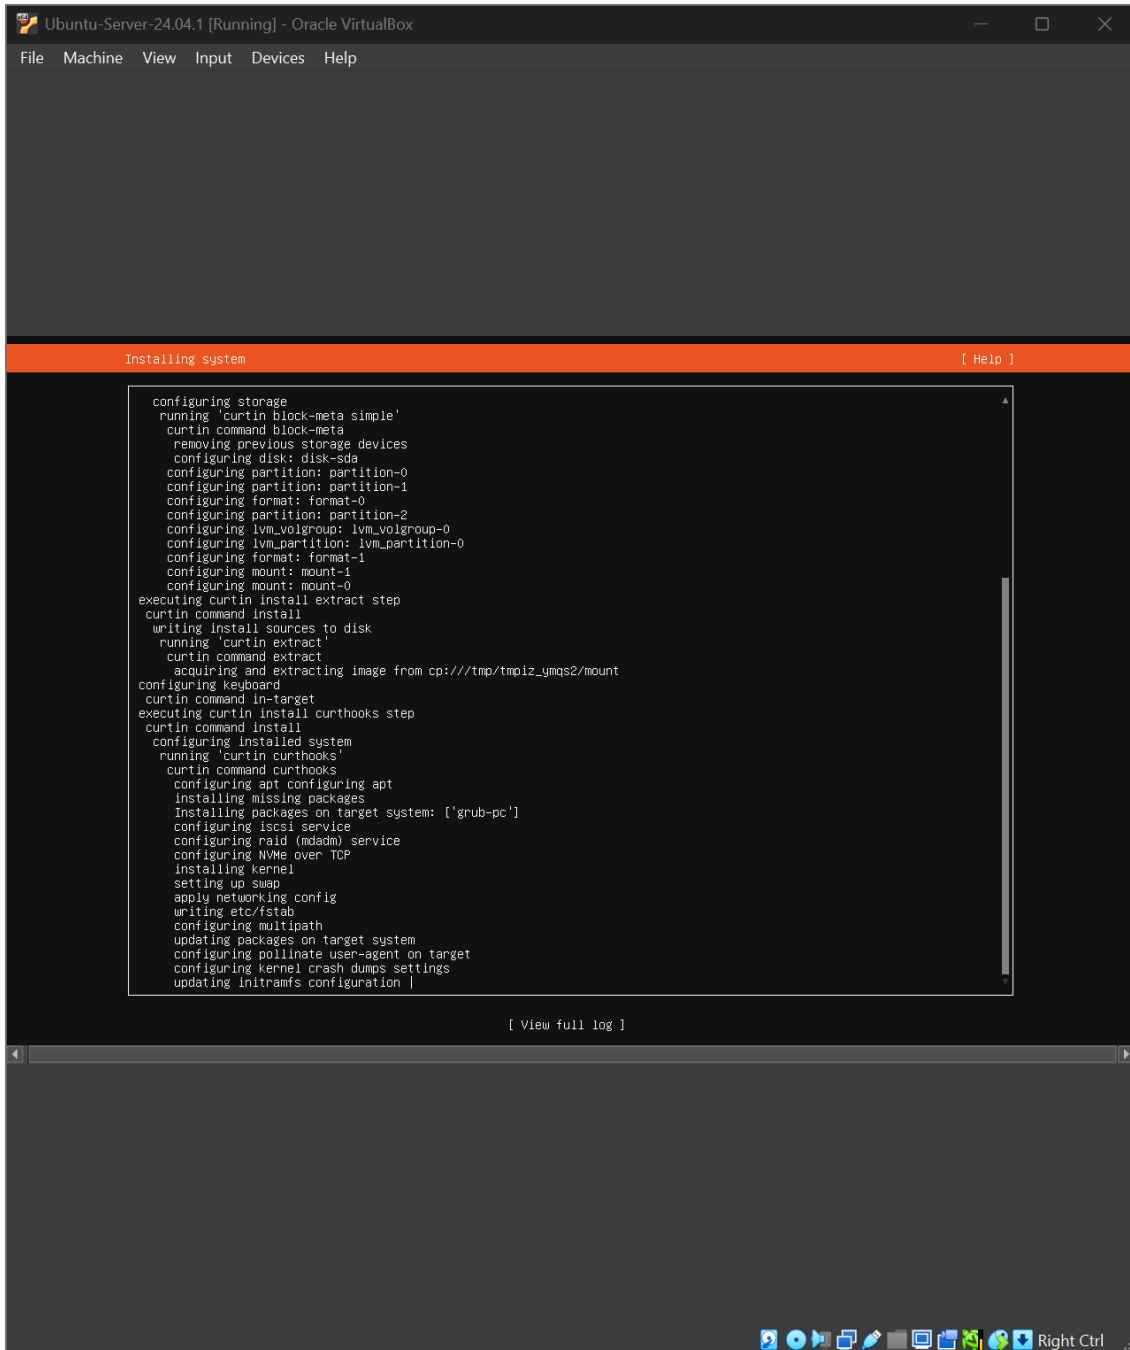 Ubuntu-Server-24.04.1 [Running] - Oracle VirtualBox
File Machine View Input Devices Help
Installing system [ Help ]
configuring storage
running 'curtin block-meta simple'
curtin command block-meta
removing previous storage devices
configuring disk: disk-sda
configuring partition: partition-0
configuring partition: partition-1
configuring format: format-0
configuring partition: partition-2
configuring lvm_volgroup: lvm_volgroup-0
configuring lvm_partition: lvm_partition-0
configuring format: format-1
configuring mount: mount-1
configuring mount: mount-0
executing curtin install extract step
curtin command install
writing install sources to disk
running 'curtin extract'
curtin command extract
acquiring and extracting image from cp:///tmp/tmpiz_ymqs2/mount
configuring keyboard
curtin command in-target
executing curtin install curthooks step
curtin command install
configuring installed system
running 'curtin curthooks'
curtin command curthooks
configuring apt configuring apt
installing missing packages
Installing packages on target system: ['grub-pc']
configuring iscsi service
configuring raid (mdadm) service
configuring NVMe over TCP
installing kernel
setting up swap
apply networking config
writing etc/fstab
configuring multipath
updating packages on target system
configuring pollinate user-agent on target
configuring kernel crash dumps settings
updating initramfs configuration |
[ View full log ]
Right Ctrl